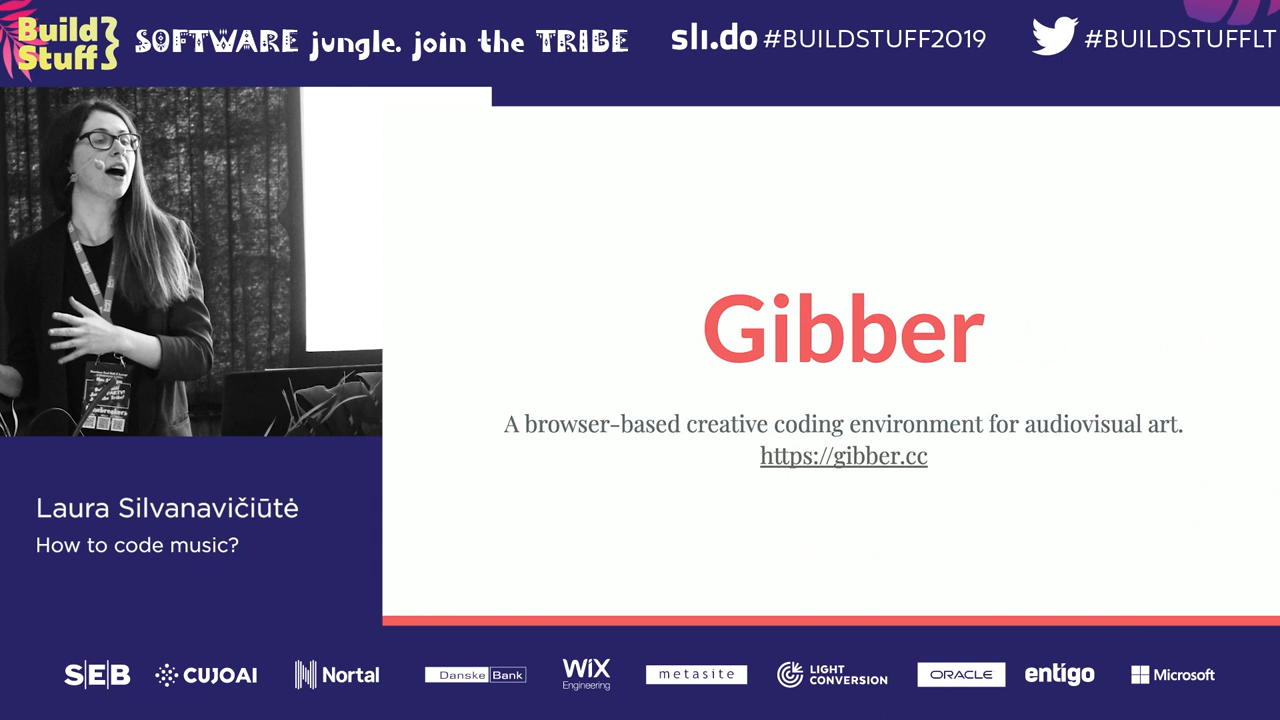 Build
Stuff
SOFTWARE jungle. join the TRIBE
sli.do #BUILDSTUFF2019
#BUILDSTUFFLT
Gibber
A browser-based creative coding environment for audiovisual art.
https://gibber.cc
Laura Silvanavičiūtė
How to code music?
SEB
CUJOAI
Nortal
Danske Bank
WiX
Engineering
metasite
LIGHT
CONVERSION
ORACLE
entigo
Microsoft